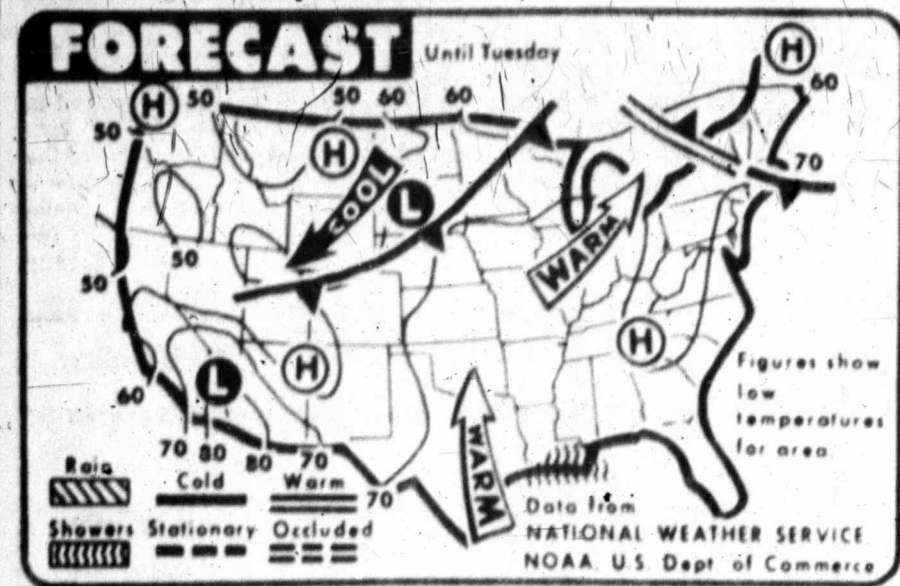 FORECAST Until Tuesday
H
H 50 50 60 60 60
50 H
COOL L 70
WARM
50
50
H
H
L
60
Figures show
low
temperatures
for area.
70 80 80 70
70
WARM
Rain Cold Warm
Showers Stationary Occluded
Data from
NATIONAL WEATHER SERVICE
NOAA, U.S. Dept. of Commerce